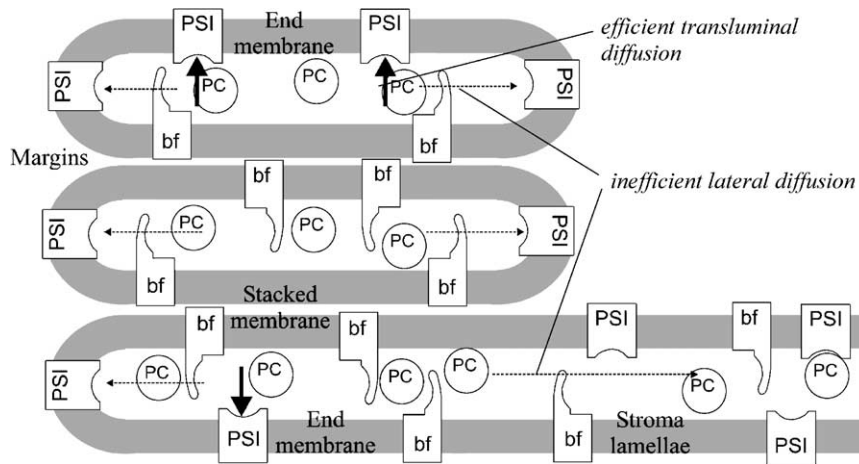 PSI
End
membrane
PSI
efficient transluminal
diffusion
PSI
PC
PC
PC
PSI
bf
bf
Margins
bf
bf
inefficient lateral diffusion
PSI
PC
PC
PC
PSI
bf
bf
Stacked
membrane
bf
bf
PSI
bf
PSI
PSI
PC
PC
PC
PC
PC
PC
PSI
End
membrane
bf
Stroma
lamellae
bf
PSI